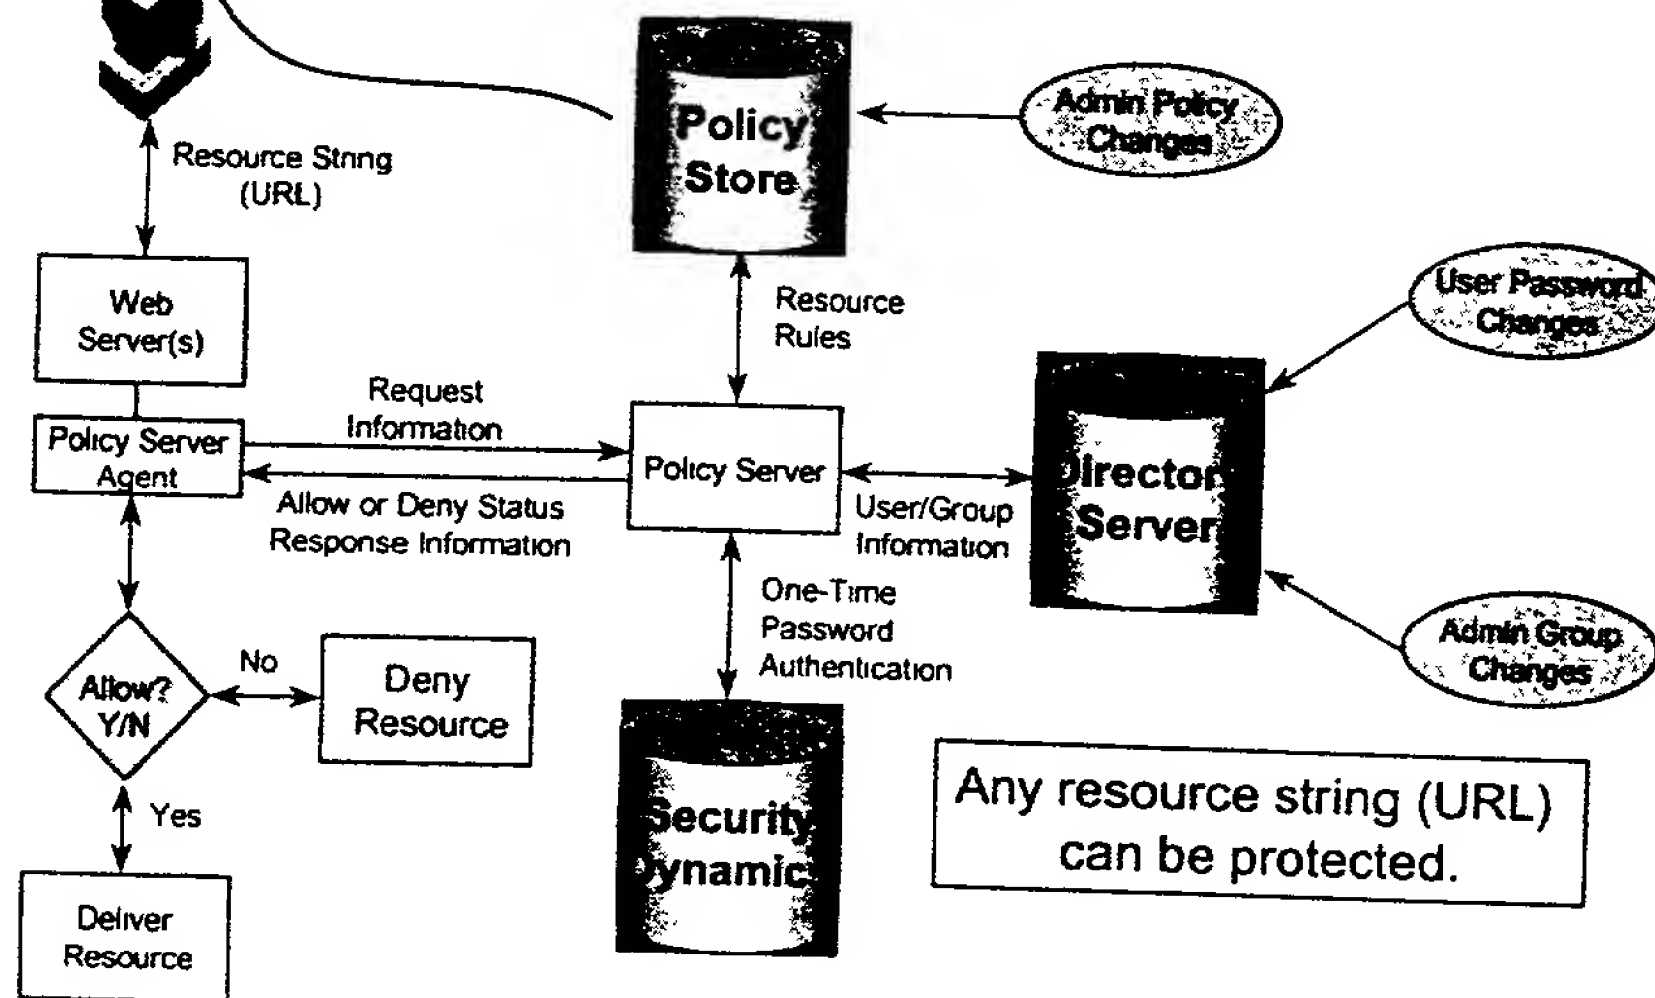 Policy
Store
Admin Policy
Changes
Resource String
(URL)
Web
Server(s)
Resource
Rules
User Password
Changes
Request
Information
Policy Server
Agent
Policy Server
Director
Server
Allow or Deny Status
Response Information
User/Group
Information
One-Time
Password
Authentication
Admin Group
Changes
Allow?
Y/N
No
Deny
Resource
Yes
Security
Dynamic
Any resource string (URL)
can be protected.
Deliver
Resource